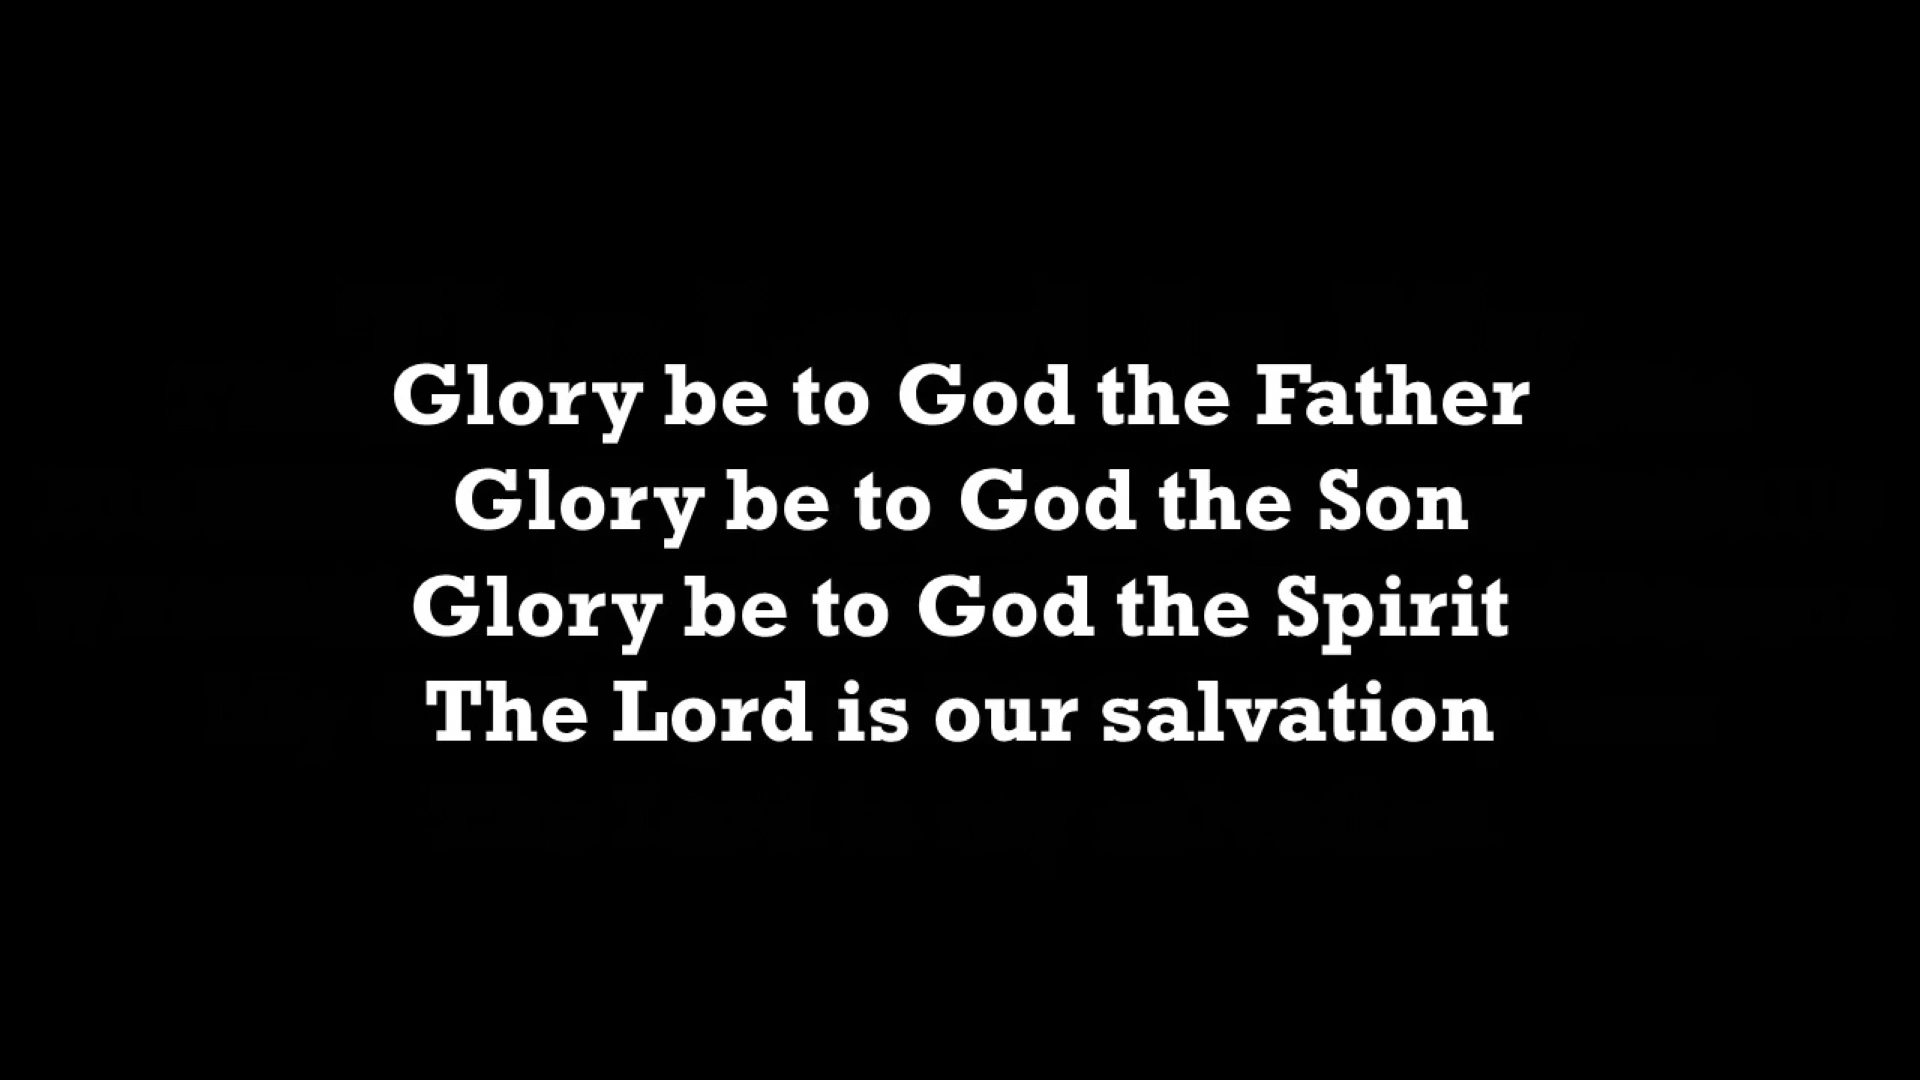 Glory be to God the Father
Glory be to God the Son
Glory be to God the Spirit
The Lord is our salvation